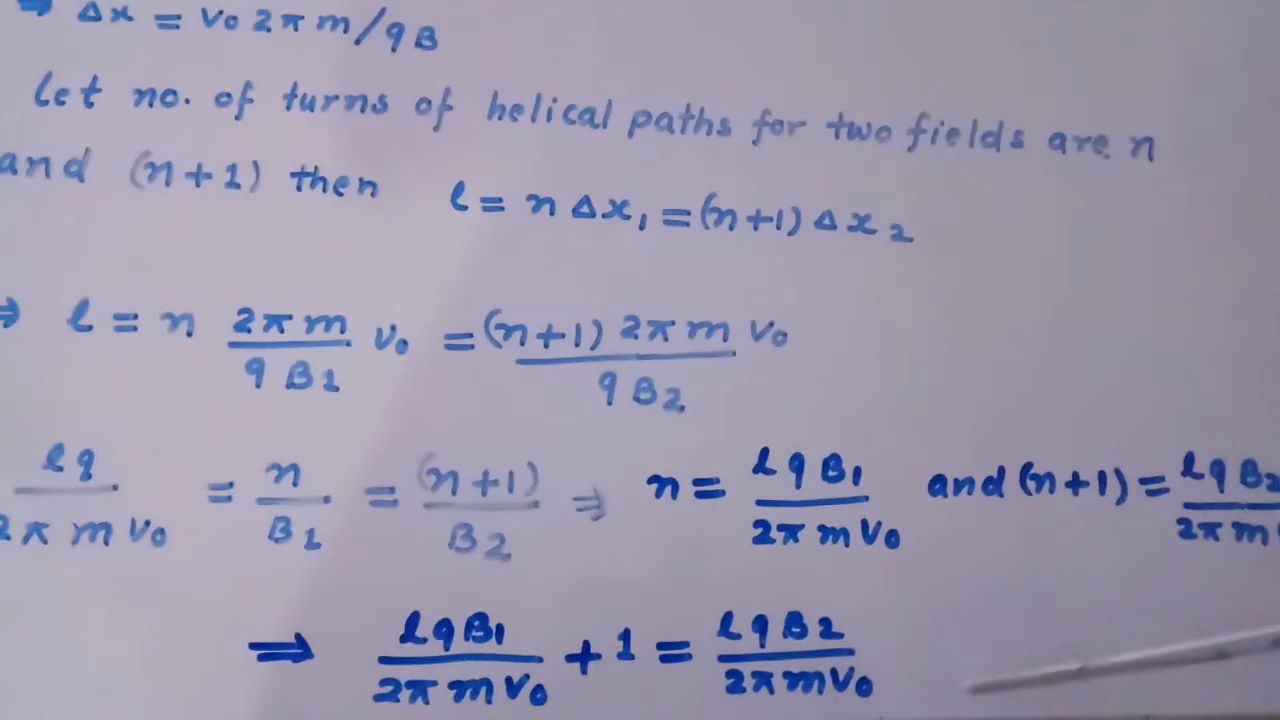 ⇒ Δx = v₀ 2π m/qB
Let no. of turns of helical paths for two fields are n
and (n+1) then l = n Δx₁ = (n+1) Δx₂
⇒ l = n 2πm/qB₁ v₀ = (n+1) 2πm v₀/qB₂
lq/2πmv₀ = n/B₁ = (n+1)/B₂ ⇒ n = lqB₁/2πmv₀ and (n+1) = lqB₂/2πm
⇒ lqB₁/2πmv₀ + 1 = lqB₂/2πmv₀